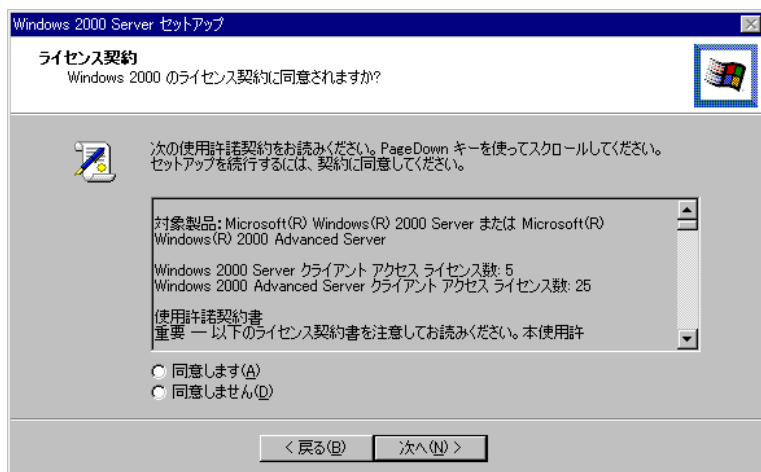 Windows 2000 Server セットアップ
ライセンス契約
Windows 2000 のライセンス契約に同意されますか?
次の使用許諾契約をお読みください。PageDown キーを使ってスクロールしてください。
セットアップを続行するには、契約に同意してください。
対象製品: Microsoft(R) Windows(R) 2000 Server または Microsoft(R)
Windows(R) 2000 Advanced Server
Windows 2000 Server クライアント アクセス ライセンス数: 5
Windows 2000 Advanced Server クライアント アクセス ライセンス数: 25
使用許諾契約書
重要 — 以下のライセンス契約書を注意してお読みください。本使用許
同意します(A)
同意しません(D)
< 戻る(B) 次へ(N) >